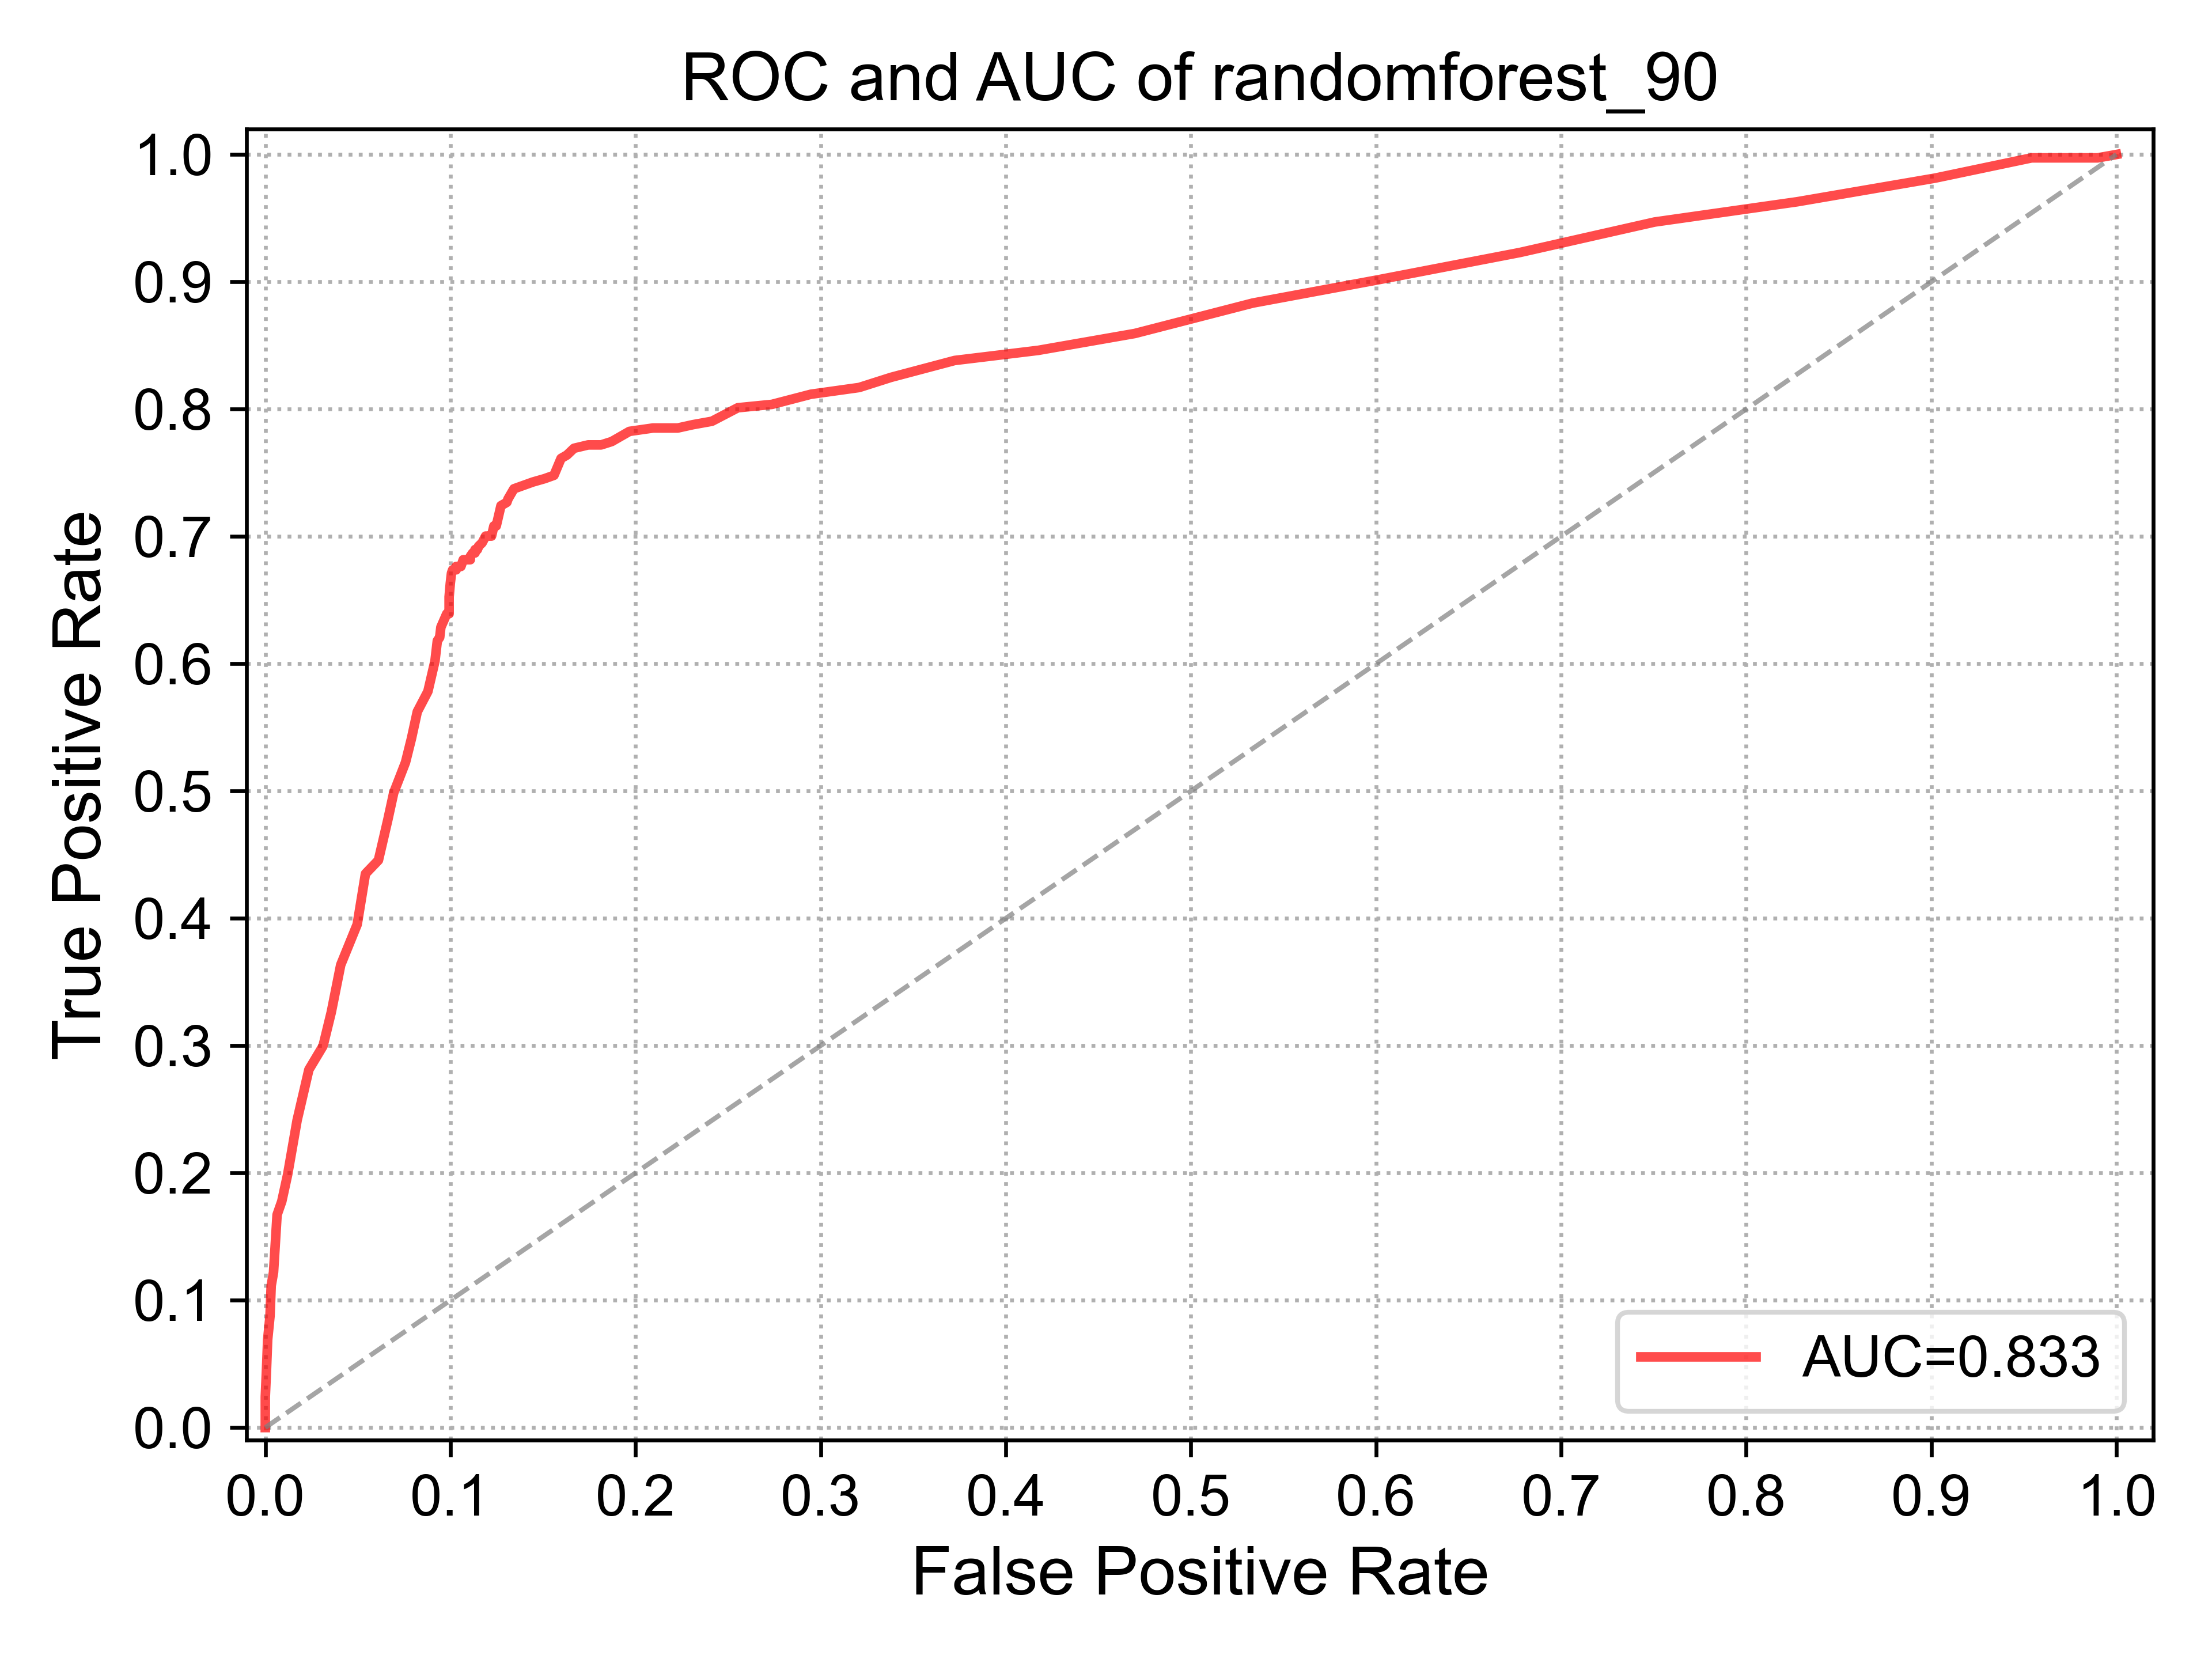 ROC and AUC of randomforest_90
True Positive Rate
1.0
0.9
0.8
0.7
0.6
0.5
0.4
0.3
0.2
0.1
0.0
AUC=0.833
0.0 0.1 0.2 0.3 0.4 0.5 0.6 0.7 0.8 0.9 1.0
False Positive Rate